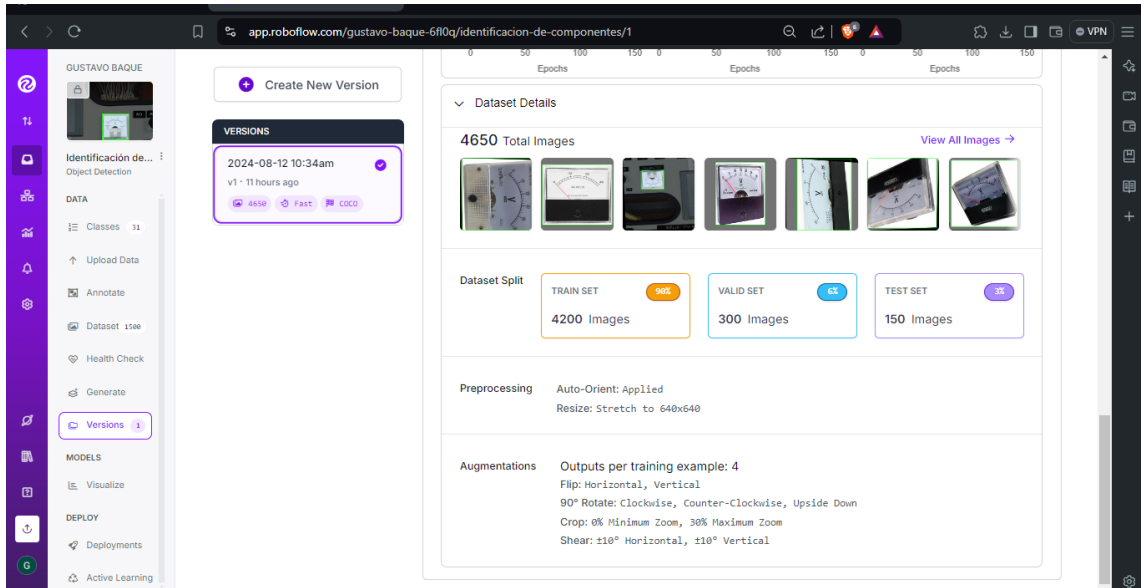 app.roboflow.com/gustavo-baque-6fl0q/identificacion-de-componentes/1
6
VPN
GUSTAVO BAQUE
Identificación de...
Object Detection
DATA
Classes 31
Upload Data
Annotate
Dataset 1500
Health Check
Generate
Versions 1
MODELS
Visualize
DEPLOY
Deployments
Active Learning
G
Create New Version
VERSIONS
2024-08-12 10:34am
v1 - 11 hours ago
4650 Fast COCO
0 50 100 150 0 50 100 150 0 50 100 150
Epochs Epochs Epochs
Dataset Details
4650 Total Images
View All Images →
Dataset Split
TRAIN SET 90%
4200 Images
VALID SET 6%
300 Images
TEST SET 3%
150 Images
Preprocessing
Auto-Orient: Applied
Resize: Stretch to 640x640
Augmentations
Outputs per training example: 4
Flip: Horizontal, Vertical
90° Rotate: Clockwise, Counter-Clockwise, Upside Down
Crop: 0% Minimum Zoom, 30% Maximum Zoom
Shear: ±10° Horizontal, ±10° Vertical